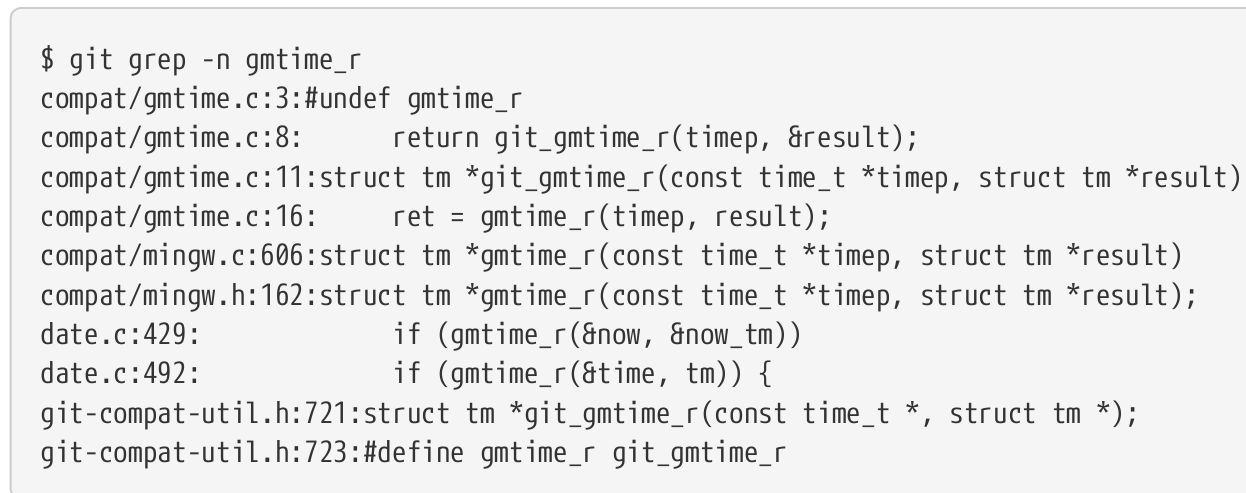 $ git grep -n gmtime_r
compat/gmtime.c:3:#undef gmtime_r
compat/gmtime.c:8:      return git_gmtime_r(timep, &result);
compat/gmtime.c:11:struct tm *git_gmtime_r(const time_t *timep, struct tm *result)
compat/gmtime.c:16:     ret = gmtime_r(timep, result);
compat/mingw.c:606:struct tm *gmtime_r(const time_t *timep, struct tm *result)
compat/mingw.h:162:struct tm *gmtime_r(const time_t *timep, struct tm *result);
date.c:429:             if (gmtime_r(&now, &now_tm))
date.c:492:             if (gmtime_r(&time, tm)) {
git-compat-util.h:721:struct tm *git_gmtime_r(const time_t *, struct tm *);
git-compat-util.h:723:#define gmtime_r git_gmtime_r